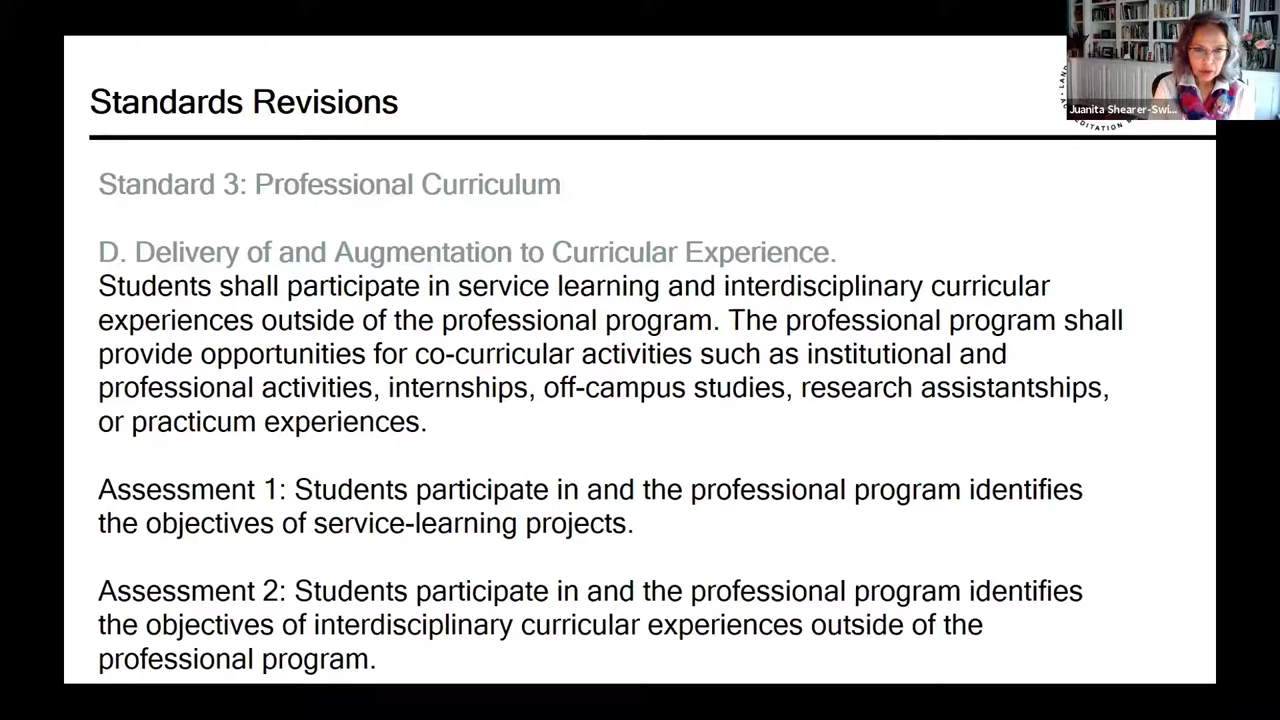 Standards Revisions
Juanita Shearer-Swi...
Standard 3: Professional Curriculum
D. Delivery of and Augmentation to Curricular Experience.
Students shall participate in service learning and interdisciplinary curricular
experiences outside of the professional program. The professional program shall
provide opportunities for co-curricular activities such as institutional and
professional activities, internships, off-campus studies, research assistantships,
or practicum experiences.
Assessment 1: Students participate in and the professional program identifies
the objectives of service-learning projects.
Assessment 2: Students participate in and the professional program identifies
the objectives of interdisciplinary curricular experiences outside of the
professional program.